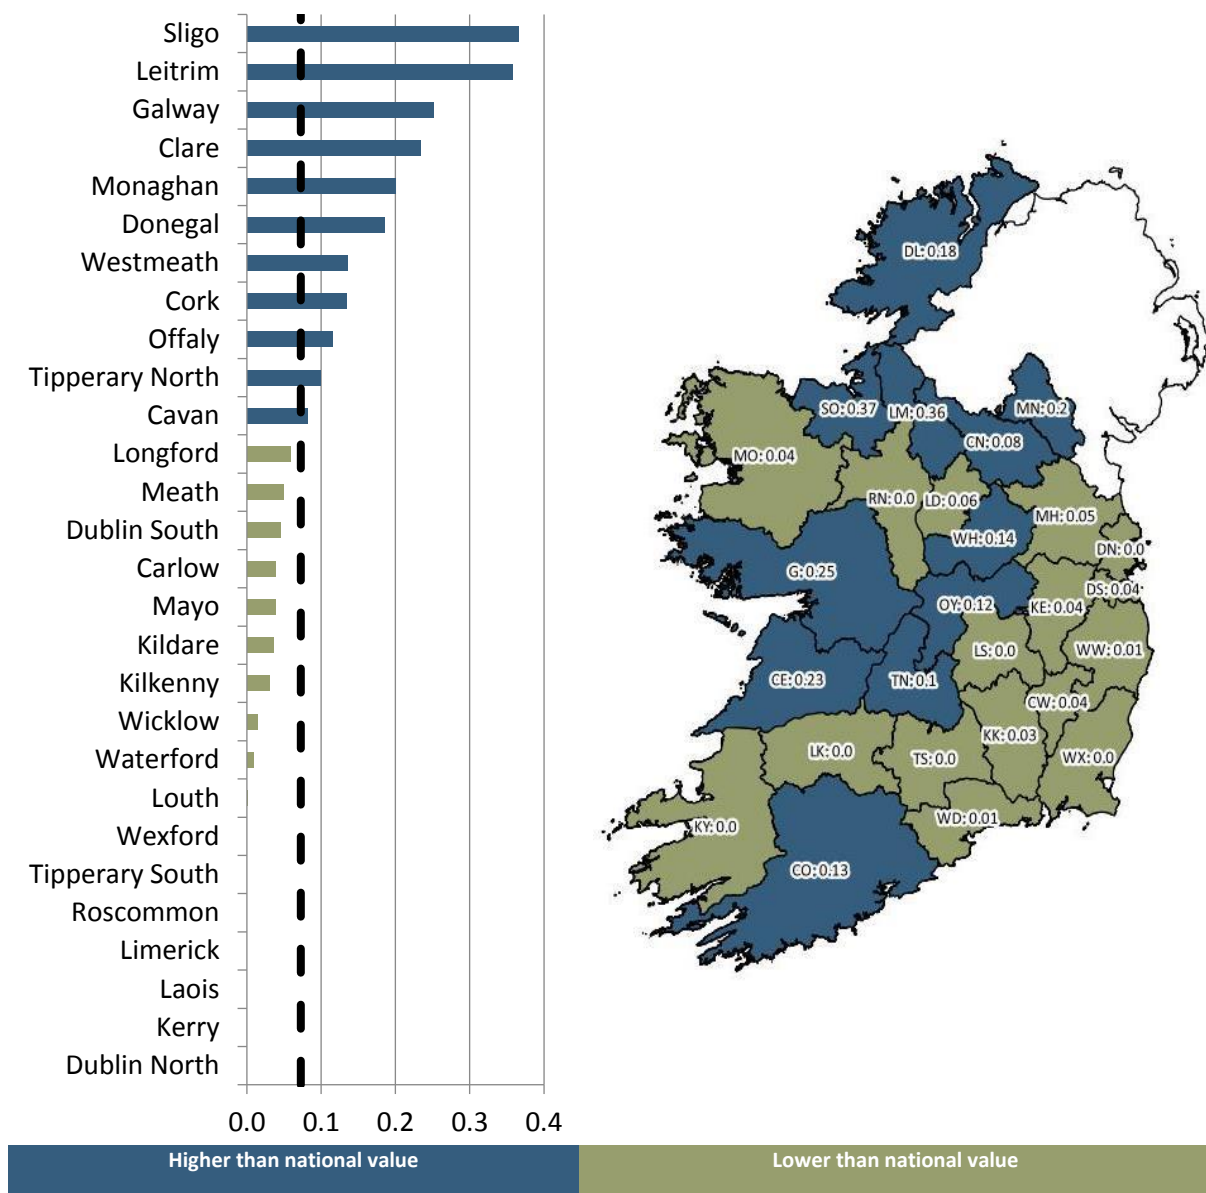 Sligo
Leitrim
Galway
Clare
Monaghan
Donegal
Westmeath
Cork
Offaly
Tipperary North
Cavan
Longford
Meath
Dublin South
Carlow
Mayo
Kildare
Kilkenny
Wicklow
Waterford
Louth
Wexford
Tipperary South
Roscommon
Limerick
Laois
Kerry
Dublin North
0.0 0.1 0.2 0.3 0.4
DL: 0.18
SO: 0.37
LM: 0.36
MN: 0.2
CN: 0.08
MO: 0.04
RN: 0.0
LD: 0.06
MH: 0.05
WH: 0.14
DN: 0.0
G: 0.25
DS: 0.04
OY: 0.12
KE: 0.04
LS: 0.0
WW: 0.01
CE: 0.23
TN: 0.1
CW: 0.04
KK: 0.03
LK: 0.0
TS: 0.0
WX: 0.0
WD: 0.01
KY: 0.0
CO: 0.13
Higher than national value
Lower than national value